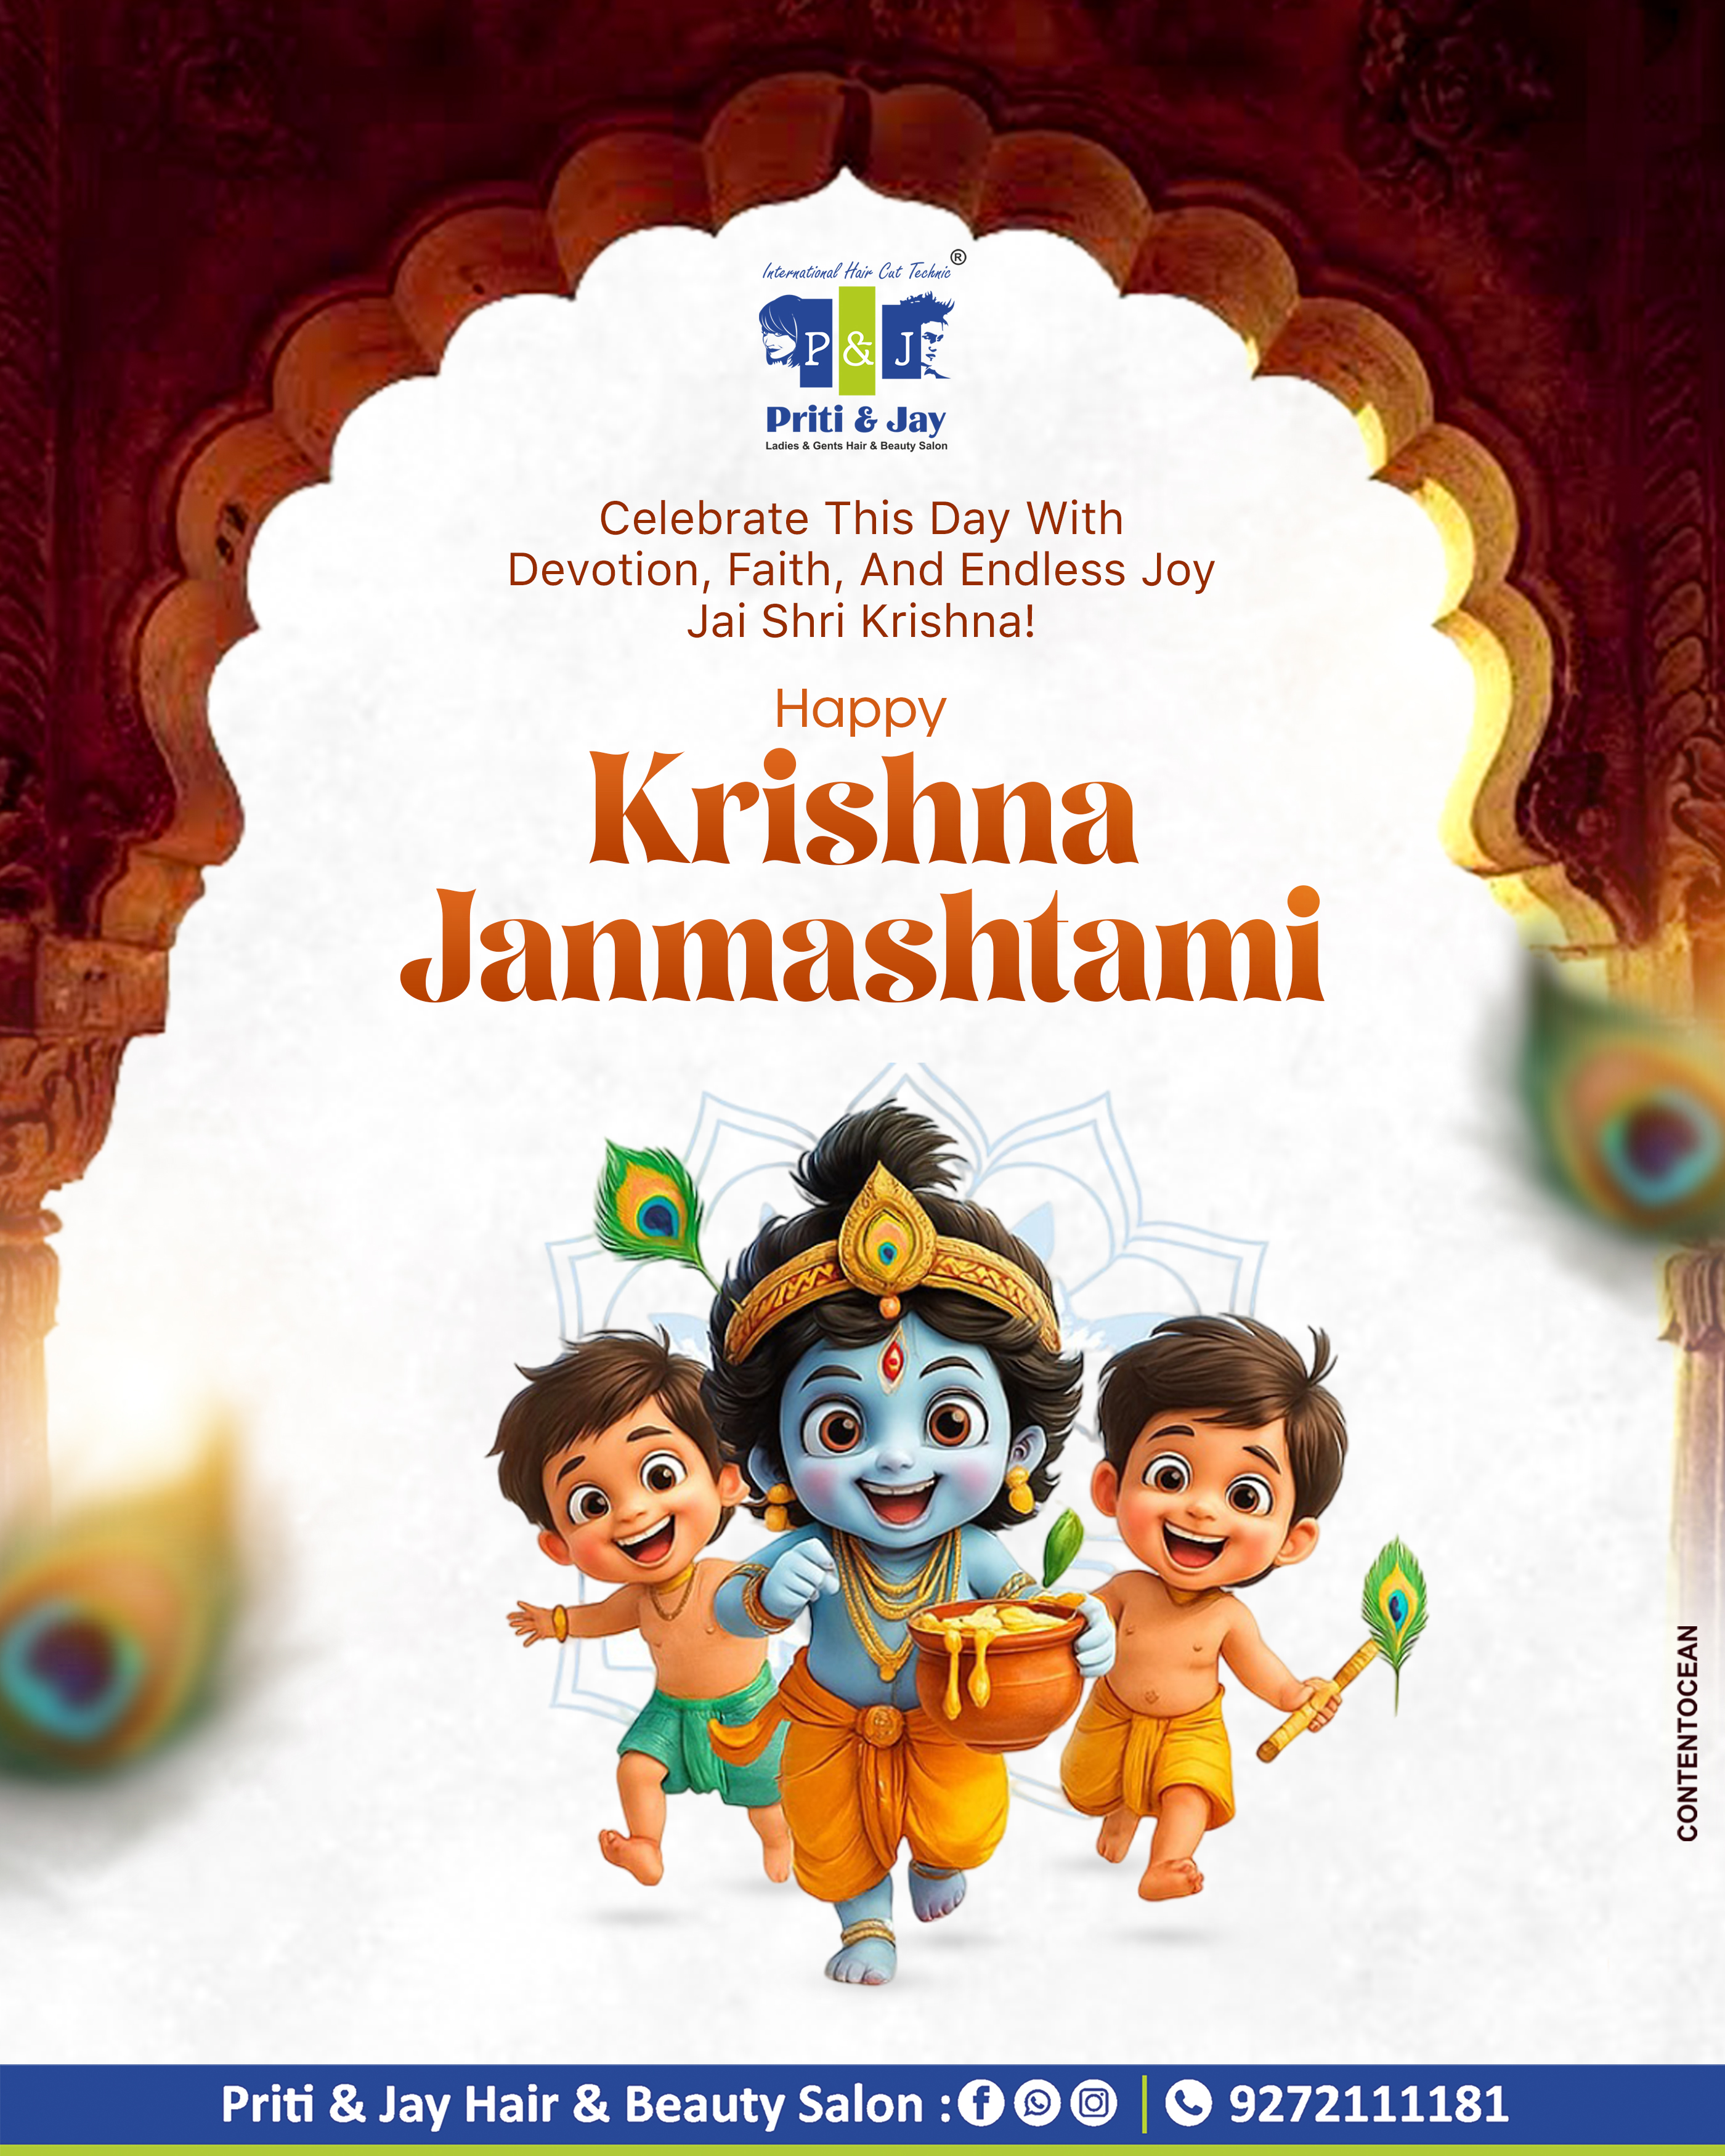 International Hair Cut Technic ®
P & J
Priti & Jay
Ladies & Gents Hair & Beauty Salon
Celebrate This Day With
Devotion, Faith, And Endless Joy
Jai Shri Krishna!
Happy
Krishna
Janmashtami
CONTENTOCEAN
Priti & Jay Hair & Beauty Salon : | 9272111181